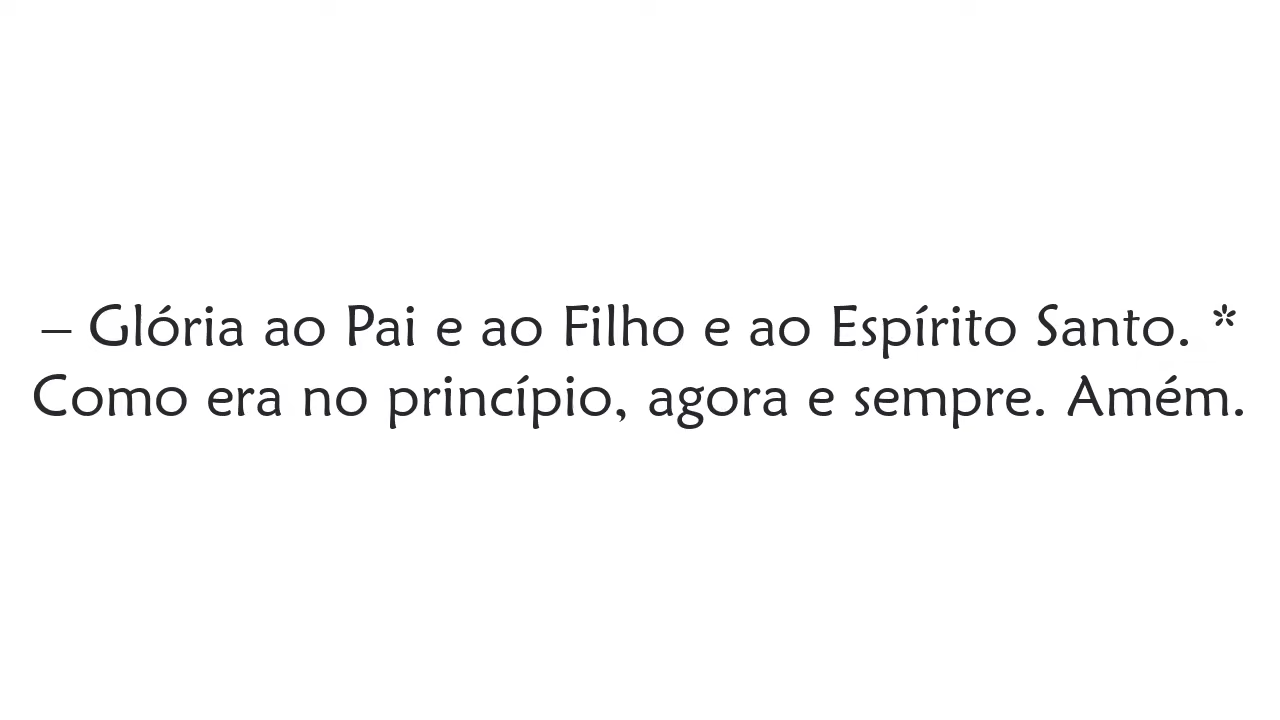 – Glória ao Pai e ao Filho e ao Espírito Santo. *
Como era no princípio, agora e sempre. Amém.